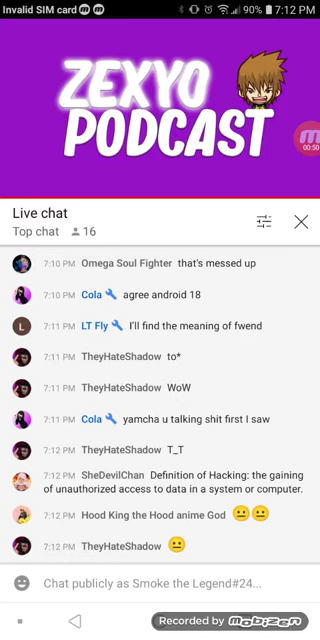 Invalid SIM card
90% 7:12 PM
ZEXYO
PODCAST
00:50
Live chat
Top chat 16
7:10 PM Omega Soul Fighter that's messed up
7:10 PM Cola agree android 18
L 7:11 PM LT Fly I'll find the meaning of fwend
7:11 PM TheyHateShadow to*
7:11 PM TheyHateShadow WoW
7:11 PM Cola yamcha u talking shit first I saw
7:12 PM TheyHateShadow T_T
7:12 PM SheDevilChan Definition of Hacking: the gaining
of unauthorized access to data in a system or computer.
7:12 PM Hood King the Hood anime God 😐😐
7:12 PM TheyHateShadow 😐
Chat publicly as Smoke the Legend#24...
Recorded by mobizen